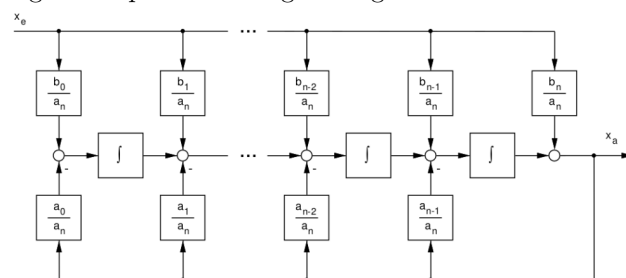 x_e
...
b_0/a_n b_1/a_n b_{n-2}/a_n b_{n-1}/a_n b_n/a_n
x_a
∫ ... ∫ ∫
- - - -
a_0/a_n a_1/a_n a_{n-2}/a_n a_{n-1}/a_n